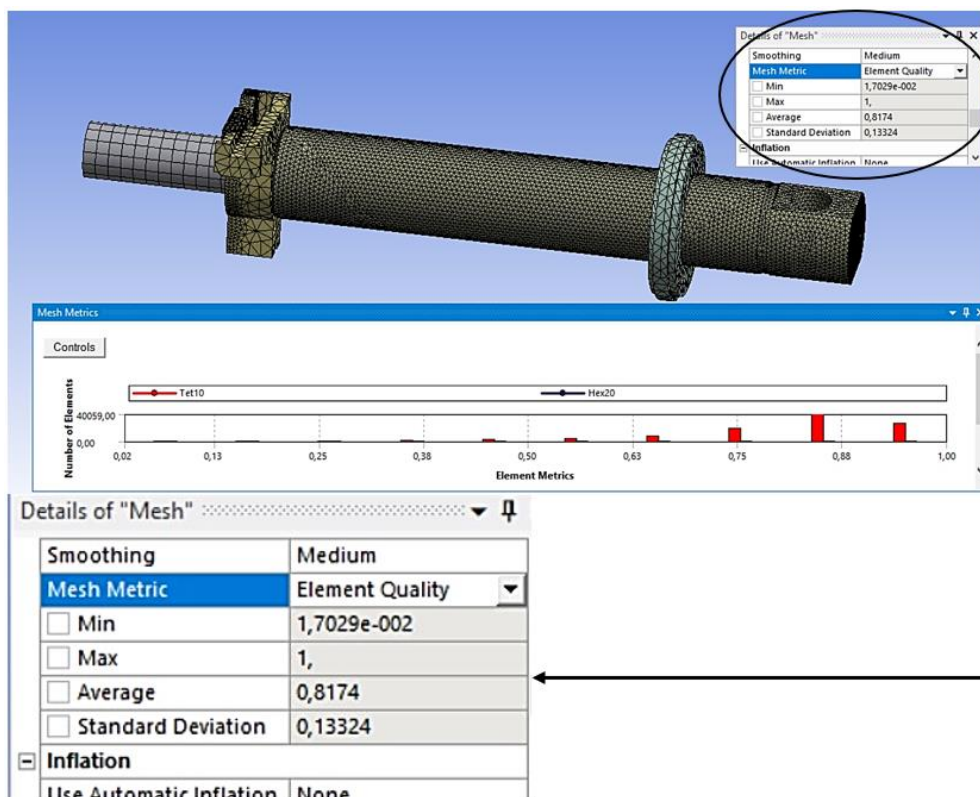 Details of "Mesh"
Smoothing Medium
Mesh Metric Element Quality
Min 1,7029e-002
Max 1,
Average 0,8174
Standard Deviation 0,13324
Inflation
Use Automatic Inflation None
Mesh Metrics
Controls
Tet10 Hex20
Number of Elements
40059,00
0,00
0,02 0,13 0,25 0,38 0,50 0,63 0,75 0,88 1,00
Element Metrics
Details of "Mesh"
Smoothing Medium
Mesh Metric Element Quality
Min 1,7029e-002
Max 1,
Average 0,8174
Standard Deviation 0,13324
Inflation
Use Automatic Inflation None